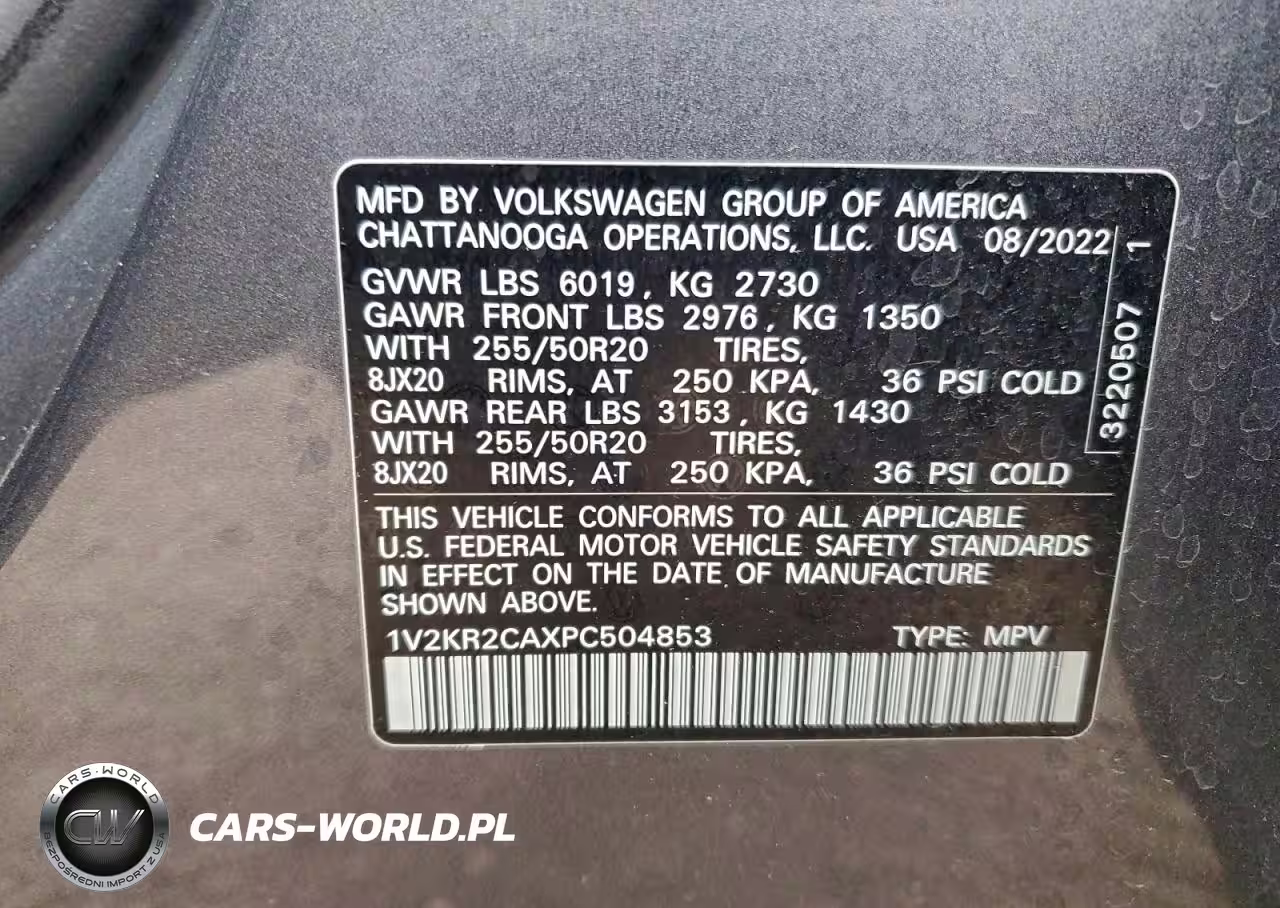 MFD BY VOLKSWAGEN GROUP OF AMERICA
CHATTANOOGA OPERATIONS, LLC. USA 08/2022
GVWR LBS 6019, KG 2730
GAWR FRONT LBS 2976, KG 1350
WITH 255/50R20 TIRES,
8JX20 RIMS, AT 250 KPA, 36 PSI COLD
GAWR REAR LBS 3153, KG 1430
WITH 255/50R20 TIRES,
8JX20 RIMS, AT 250 KPA, 36 PSI COLD
3220507 1
THIS VEHICLE CONFORMS TO ALL APPLICABLE
U.S. FEDERAL MOTOR VEHICLE SAFETY STANDARDS
IN EFFECT ON THE DATE OF MANUFACTURE
SHOWN ABOVE.
1V2KR2CAXPC504853 TYPE: MPV
CARS-WORLD
CW
BEZPOŚREDNI IMPORT Z USA
CARS-WORLD.PL